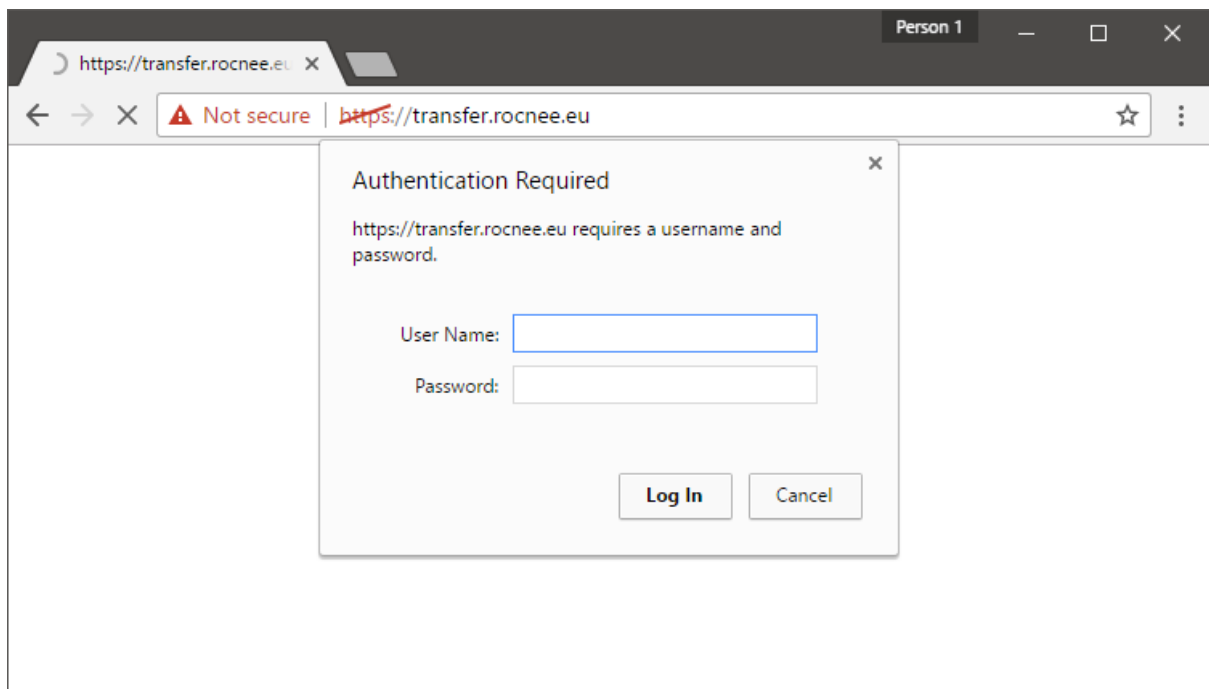 Person 1
https://transfer.rocnee.eu
Not secure | https://transfer.rocnee.eu
Authentication Required
https://transfer.rocnee.eu requires a username and
password.
User Name:
Password:
Log In Cancel